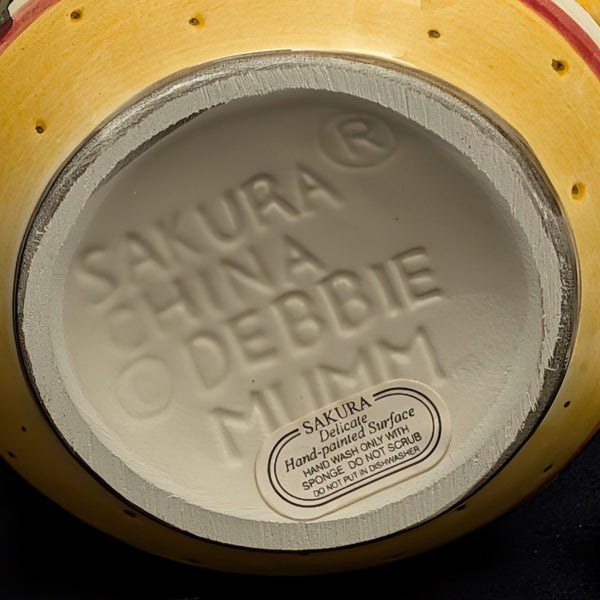 SAKURA ®
CHINA
© DEBBIE
MUMM
SAKURA
Delicate
Hand-painted Surface
HAND WASH ONLY WITH
SPONGE DO NOT SCRUB
DO NOT PUT IN DISHWASHER